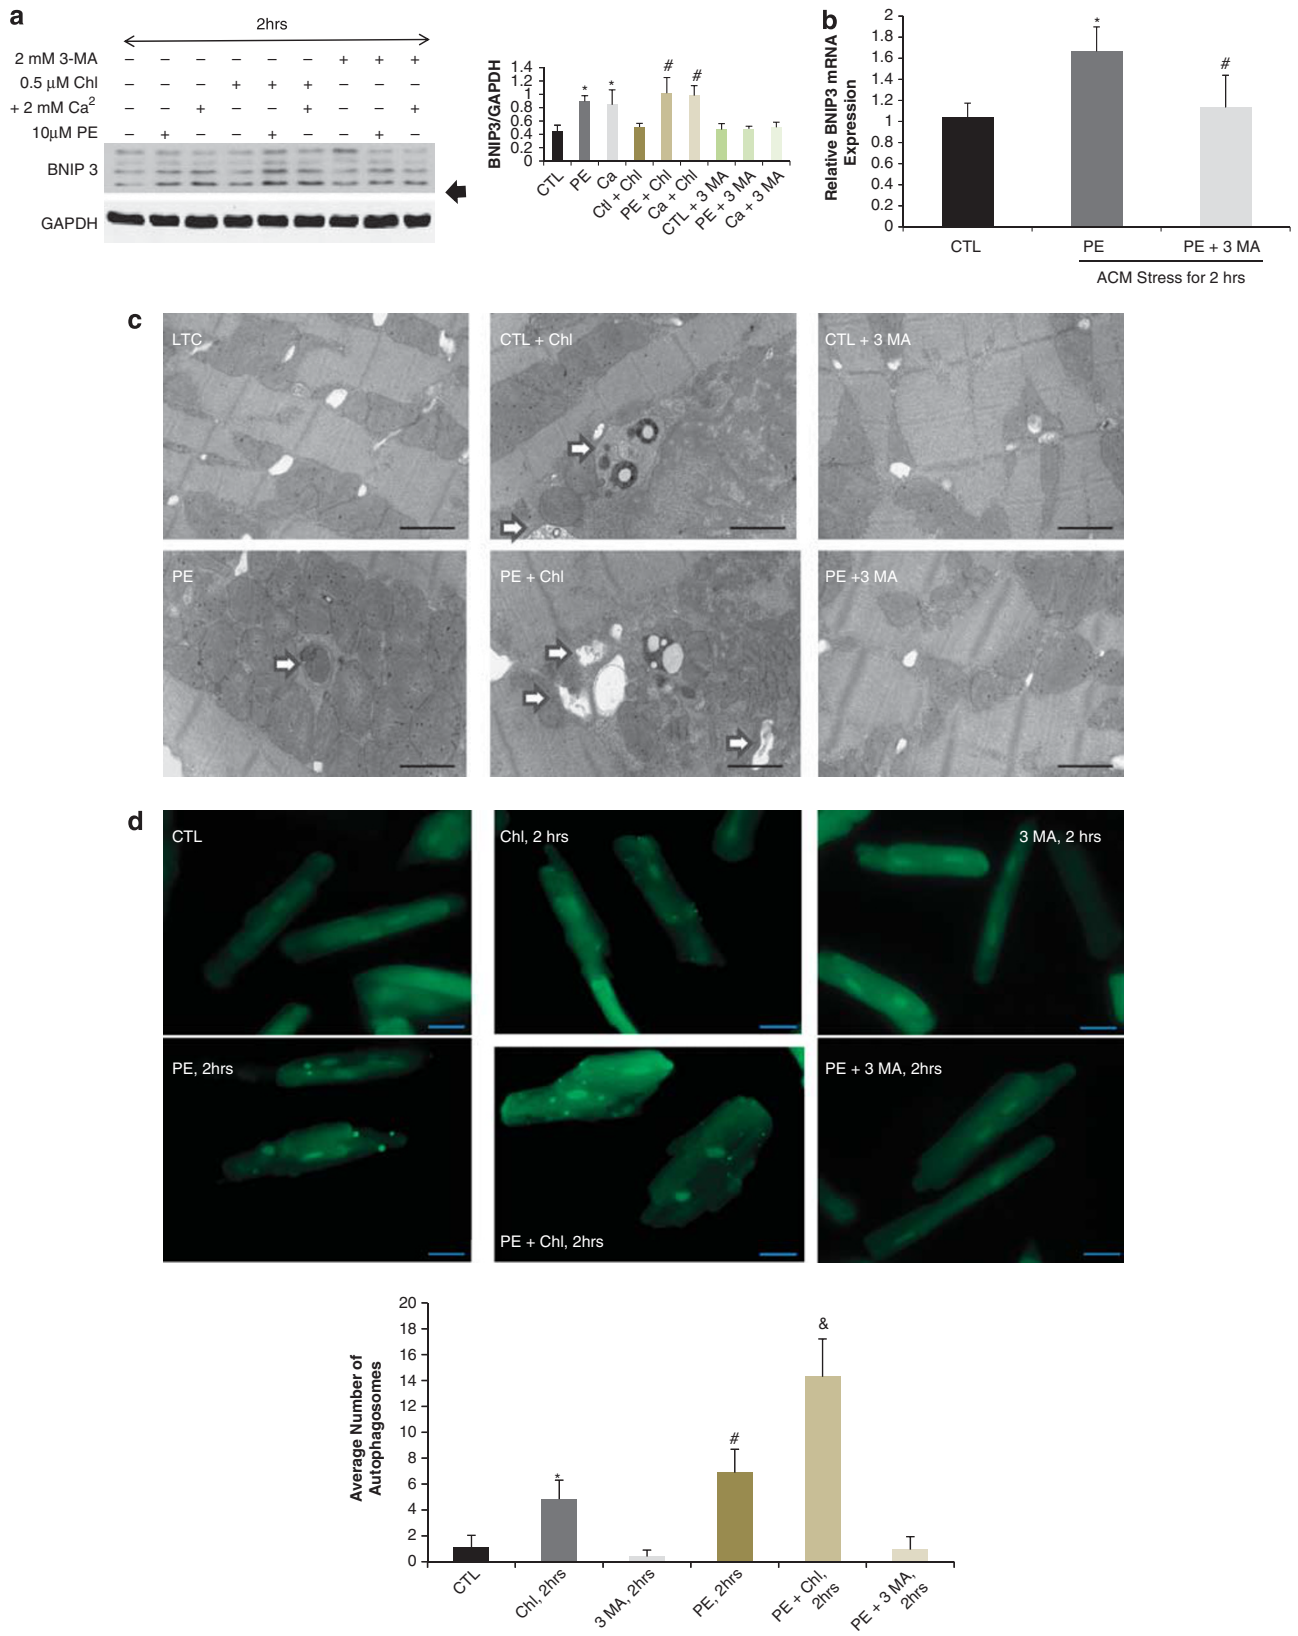 a
2hrs
2 mM 3-MA – – – – – – + + +
0.5 μM Chl – – – + + + – – –
+ 2 mM Ca2 – – + – – + – – +
10μM PE – + – – + – – + –
BNIP 3
GAPDH
BNIP3/GAPDH
1.4
1.2
1.0
0.8
0.6
0.4
0.2
0
* * # #
CTL
PE
Ca
Ctl + Chl
PE + Chl
Ca + Chl
CTL + 3 MA
PE + 3 MA
Ca + 3 MA
b
Relative BNIP3 mRNA
Expression
2
1.8
1.6
1.4
1.2
1
0.8
0.6
0.4
0.2
0
* #
CTL PE PE + 3 MA
ACM Stress for 2 hrs
c
LTC
CTL + Chl
CTL + 3 MA
PE
PE + Chl
PE +3 MA
d
CTL
Chl, 2 hrs
3 MA, 2 hrs
PE, 2hrs
PE + Chl, 2hrs
PE + 3 MA, 2hrs
Average Number of
Autophagosomes
20
18
16
14
12
10
8
6
4
2
0
* # &
CTL
Chl, 2hrs
3 MA, 2hrs
PE, 2hrs
PE + Chl,
2hrs
PE + 3 MA,
2hrs